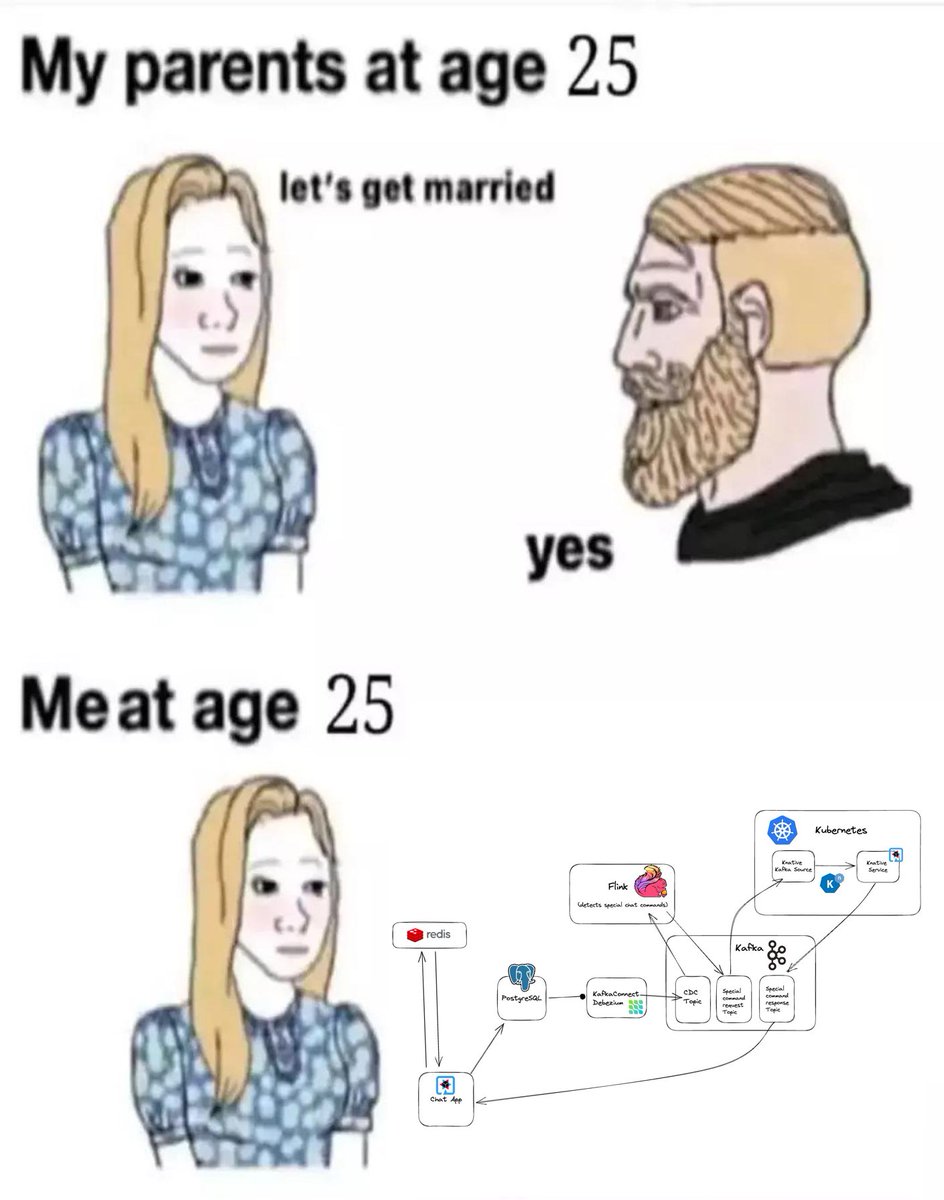 My parents at age 25
let's get married
yes
Me at age 25
Kubernetes
Knative
Kafka Source
Knative
Service
K
Flink
(detects special chat commands)
redis
Kafka
PostgreSQL
KafkaConnect
Debezium
CDC
Topic
Special
command
request
Topic
Special
command
response
Topic
Chat App